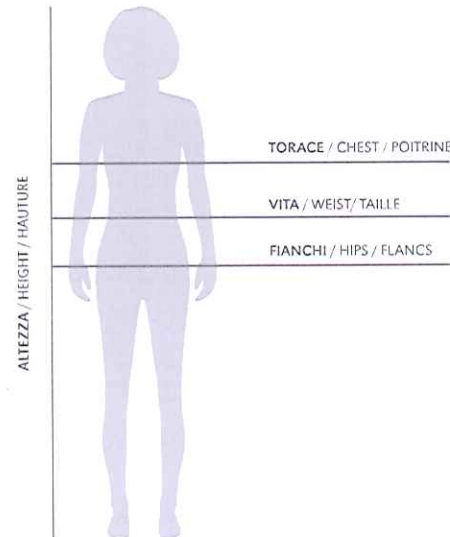 TORACE / CHEST / POITRINE
VITA / WEIST/ TAILLE
FIANCHI / HIPS / FLANCS
ALTEZZA / HEIGHT / HAUTURE